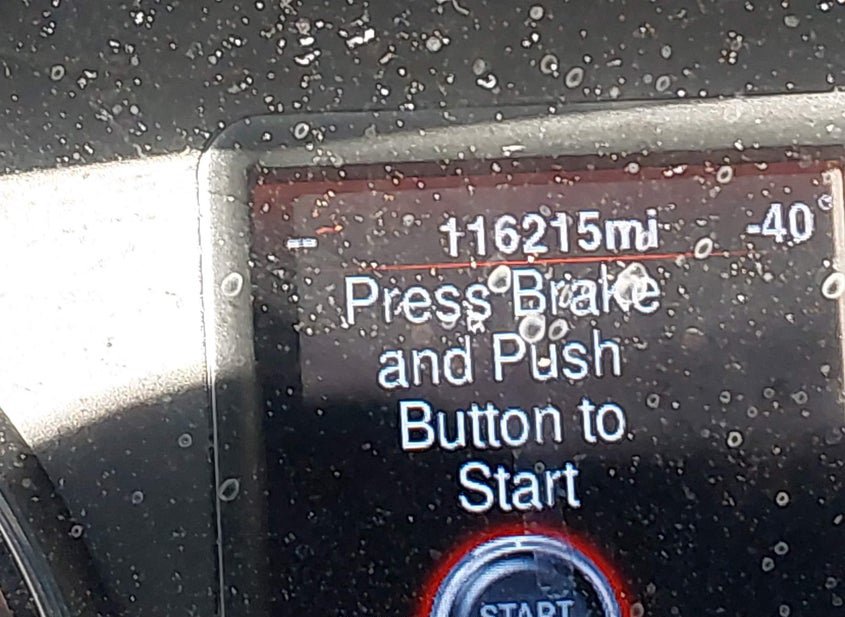 -- 116215mi -40°
Press Brake
and Push
Button to
Start
START